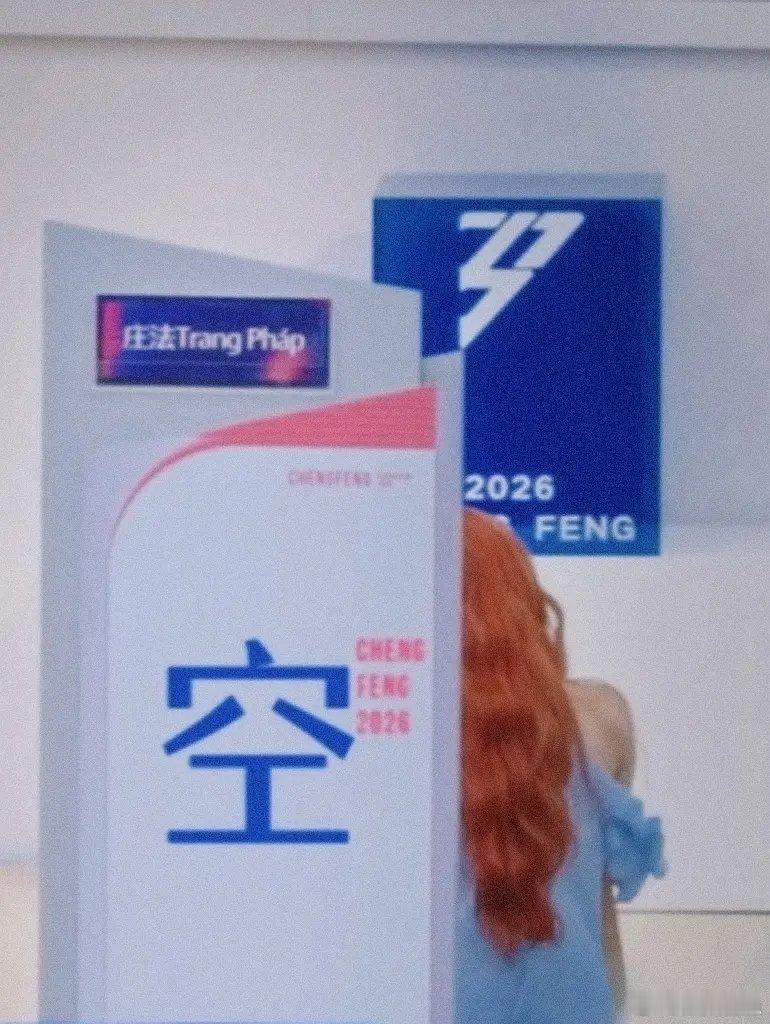 庄法Trang Pháp
2026
FENG
CHENGFENG
CHENG
FENG
2026
空